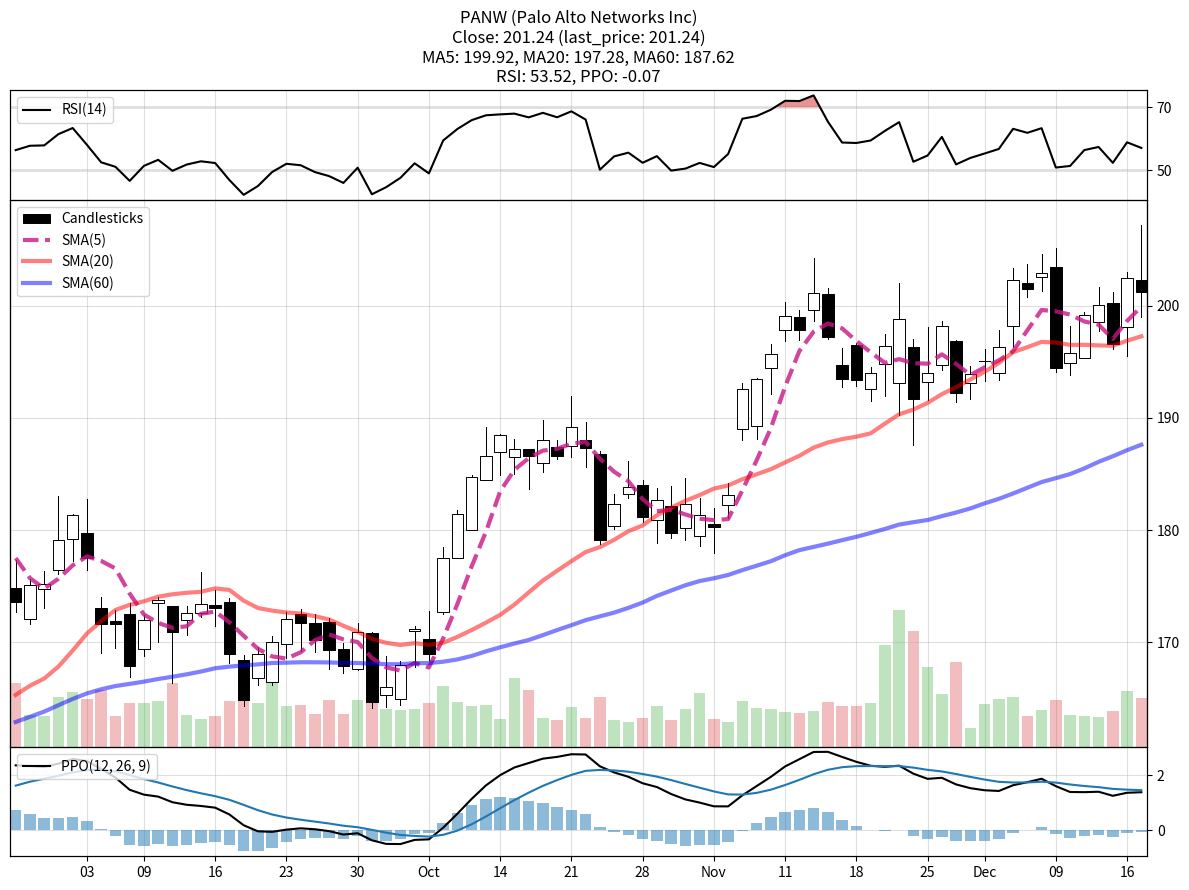 PANW (Palo Alto Networks Inc)
Close: 201.24 (last_price: 201.24)
MA5: 199.92, MA20: 197.28, MA60: 187.62
RSI: 53.52, PPO: -0.07
RSI(14)
70
50
Candlesticks
SMA(5)
SMA(20)
SMA(60)
200
190
180
170
PPO(12, 26, 9)
2
0
03 09 16 23 30 Oct 14 21 28 Nov 11 18 25 Dec 09 16